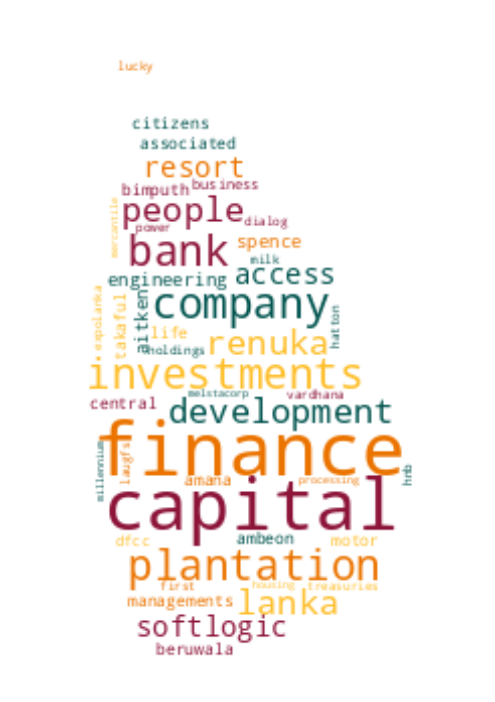 lucky
citizens
associated
resort
bimputh business
mercantile
people
power
dialog
bank
spence
milk
engineering
access
expolanka
takaful
aitken
company
hatton
life
holdings
renuka
investments
melstacorp
vardhana
central
development
millennium
laugfs
finance
hnb
amana
processing
capital
dfcc
ambeon
motor
plantation
first
housing
treasuries
managements
lanka
softlogic
beruwala